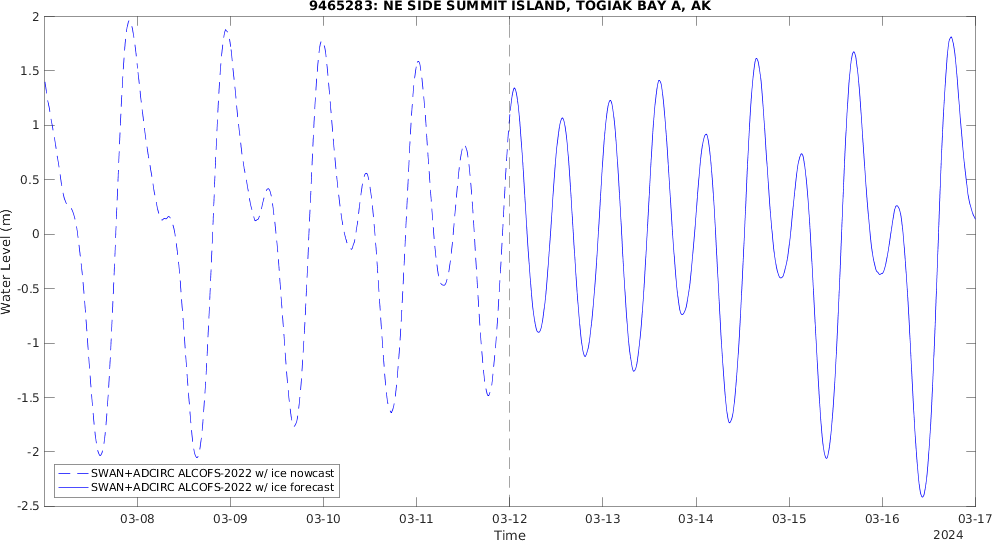 9465283: NE SIDE SUMMIT ISLAND, TOGIAK BAY A, AK
2
1.5
1
0.5
0
-0.5
-1
-1.5
-2
-2.5
Water Level (m)
SWAN+ADCIRC ALCOFS-2022 w/ ice nowcast
SWAN+ADCIRC ALCOFS-2022 w/ ice forecast
03-08 03-09 03-10 03-11 03-12 03-13 03-14 03-15 03-16 03-17
Time
2024